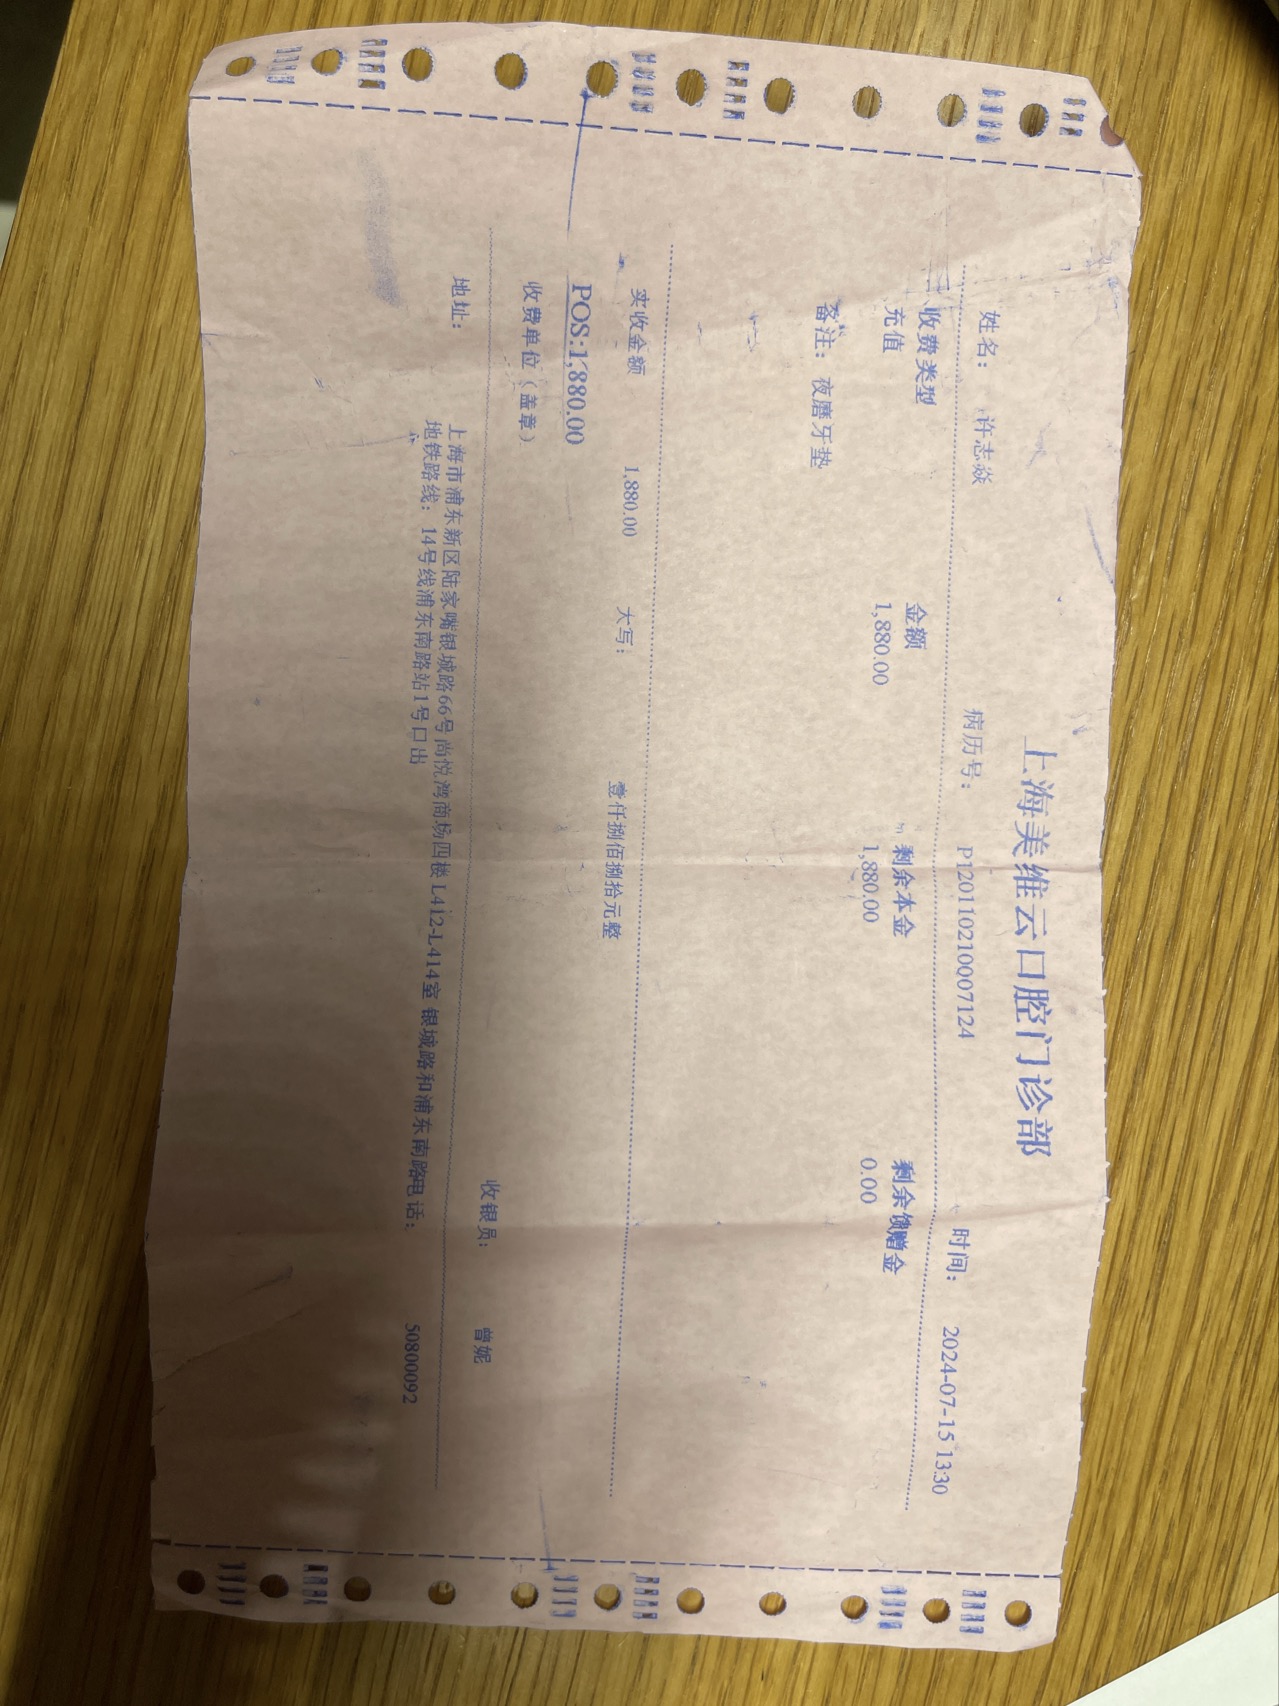 上海美维云口腔门诊部
姓名： 许志焱 病历号： P1201102100007124 时间： 2024-07-15 13:30
收费类型 金额 剩余本金 剩余馈赠金
充值 1,880.00 1,880.00 0.00
备注： 夜磨牙垫
实收金额 1,880.00 大写： 壹仟捌佰捌拾元整
POS:1,880.00
收费单位（盖章） 收银员： 曾妮
地址： 上海市浦东新区陆家嘴银城路66号尚悦湾商场四楼 L412-L414室 银城路和浦东南路 电话： 50800092
地铁路线： 14号线浦东南路站1号口出